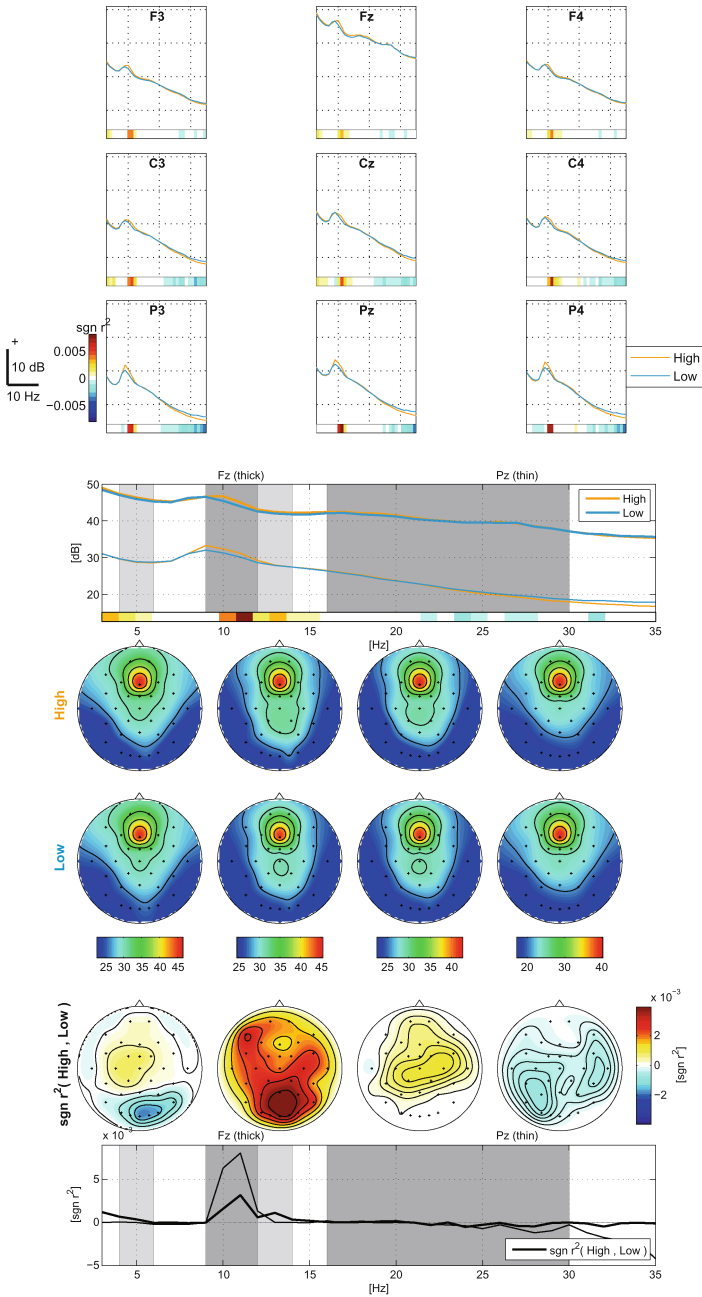 F3 Fz F4
C3 Cz C4
P3 Pz P4
sgn r2
+
10 dB
10 Hz
0.005
0
−0.005
High
Low
Fz (thick) Pz (thin)
50
40
30
20
[dB]
High
Low
5 10 15 20 25 30 35
[Hz]
High
Low
25 30 35 40 45 25 30 35 40 45 25 30 35 40 20 30 40
sgn r2 ( High , Low )
x 10−3
2
0
−2
[sgn r2]
x 10−3
Fz (thick) Pz (thin)
5
0
−5
[sgn r2]
sgn r2( High , Low )
5 10 15 20 25 30 35
[Hz]